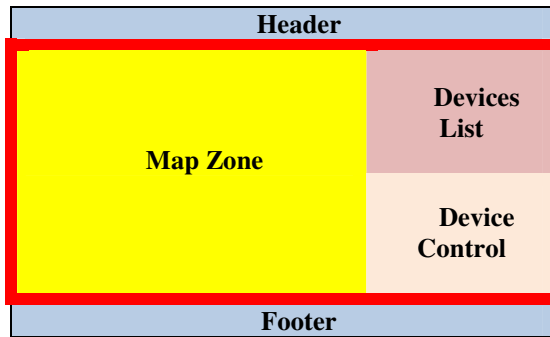 Header
Devices
List
Map Zone
Device
Control
Footer